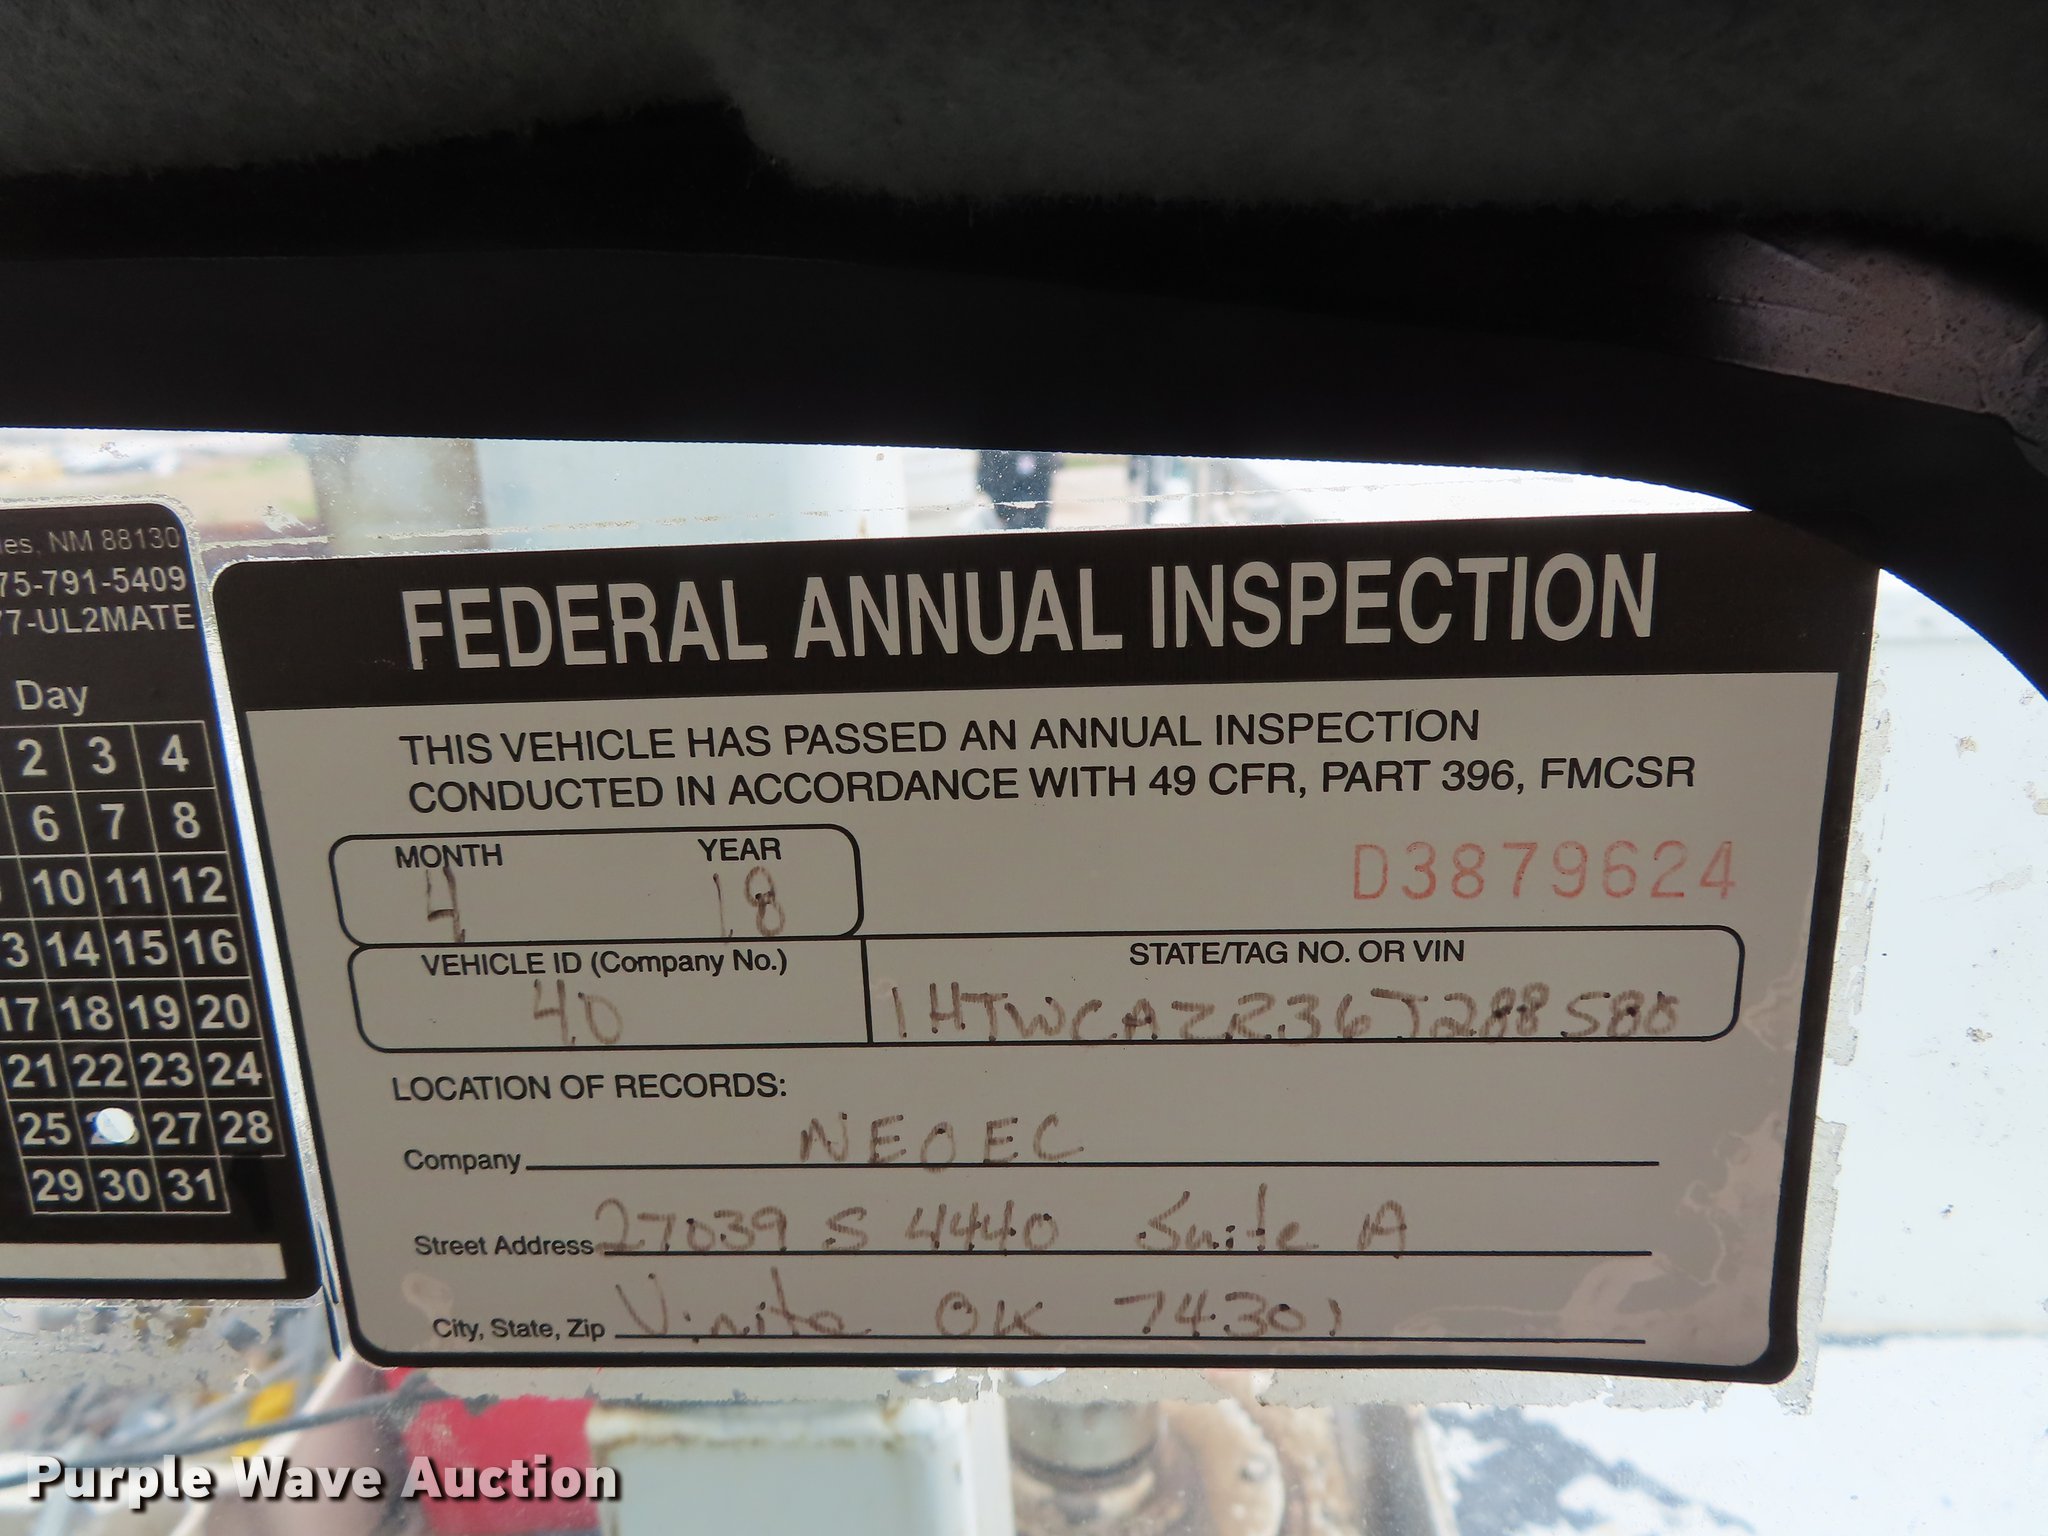 les, NM 88130
75-791-5409
77-UL2MATE
Day
2 3 4
6 7 8
10 11 12
13 14 15 16
17 18 19 20
21 22 23 24
25 26 27 28
29 30 31
FEDERAL ANNUAL INSPECTION
THIS VEHICLE HAS PASSED AN ANNUAL INSPECTION
CONDUCTED IN ACCORDANCE WITH 49 CFR, PART 396, FMCSR
MONTH YEAR
4 18
D3879624
VEHICLE ID (Company No.)
40
STATE/TAG NO. OR VIN
LOCATION OF RECORDS:
Company NEOEC
Street Address 27039 S 4440 Suite A
City, State, Zip Vinita OK 74301
Purple Wave Auction